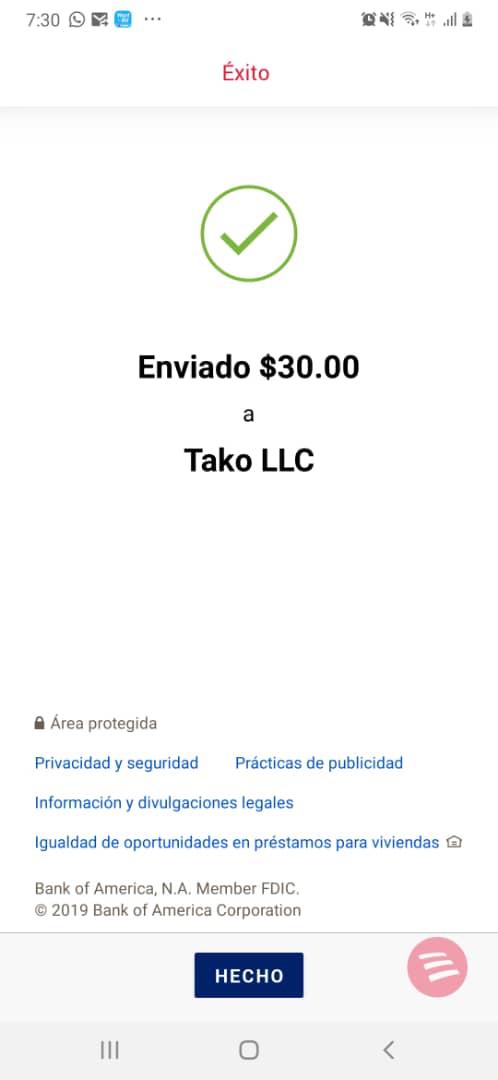 7:30
Éxito
Enviado $30.00
a
Tako LLC
Área protegida
Privacidad y seguridad Prácticas de publicidad
Información y divulgaciones legales
Igualdad de oportunidades en préstamos para viviendas
Bank of America, N.A. Member FDIC.
© 2019 Bank of America Corporation
HECHO